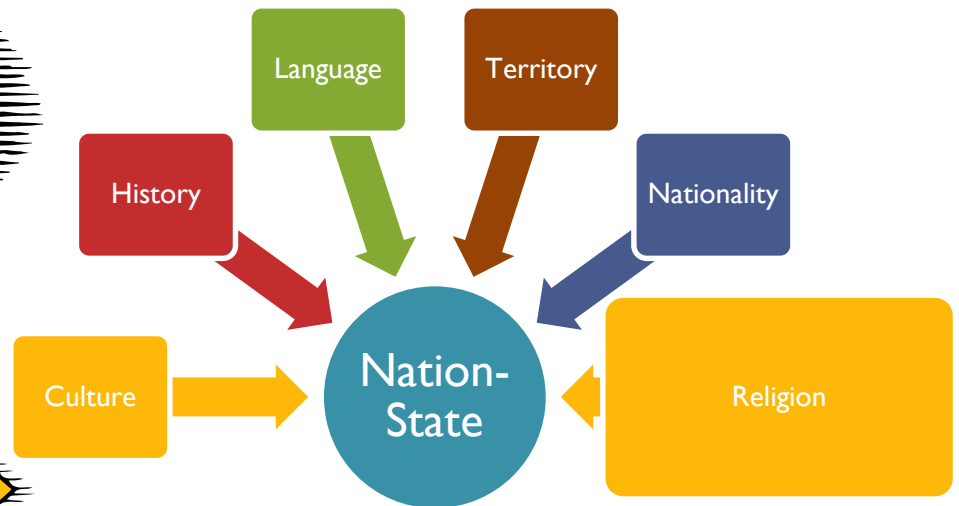 Language
Territory
History
Nationality
Culture
Nation-
State
Religion